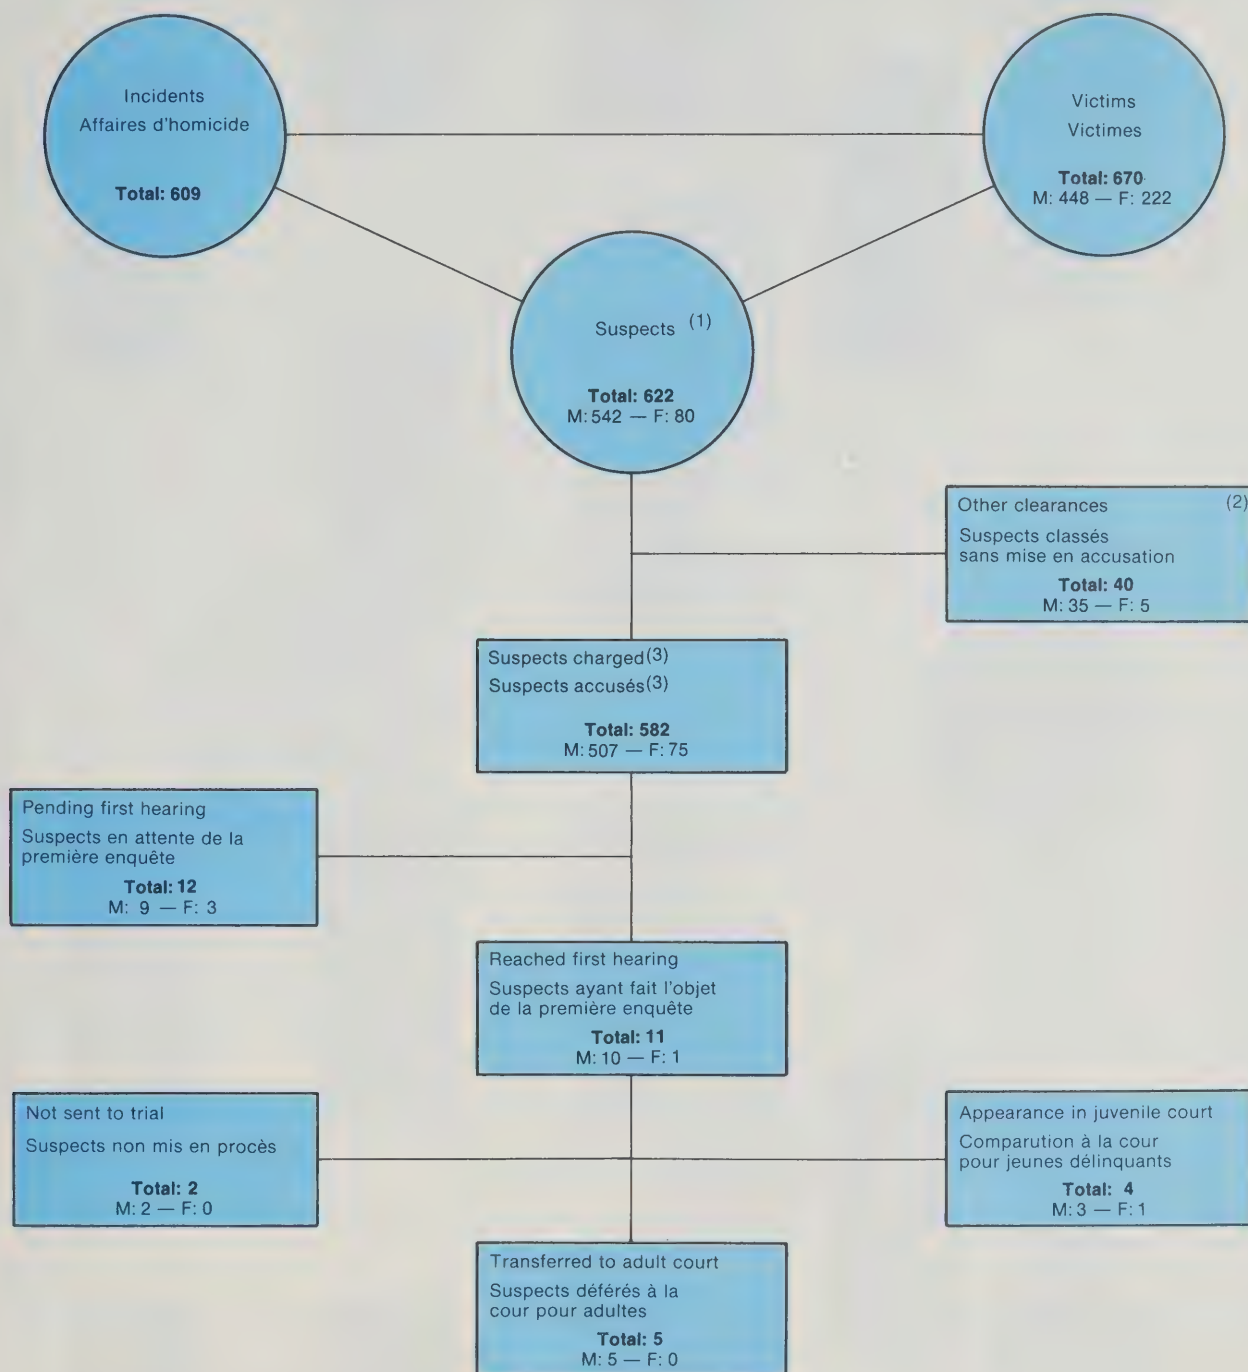 Incidents
Affaires d'homicide
Total: 609
Victims
Victimes
Total: 670
M: 448 — F: 222
Suspects (1)
Total: 622
M: 542 — F: 80
Other clearances (2)
Suspects classés
sans mise en accusation
Total: 40
M: 35 — F: 5
Suspects charged(3)
Suspects accusés(3)
Total: 582
M: 507 — F: 75
Pending first hearing
Suspects en attente de la
première enquête
Total: 12
M: 9 — F: 3
Reached first hearing
Suspects ayant fait l'objet
de la première enquête
Total: 11
M: 10 — F: 1
Not sent to trial
Suspects non mis en procès
Total: 2
M: 2 — F: 0
Appearance in juvenile court
Comparution à la cour
pour jeunes délinquants
Total: 4
M: 3 — F: 1
Transferred to adult court
Suspects déférés à la
cour pour adultes
Total: 5
M: 5 — F: 0